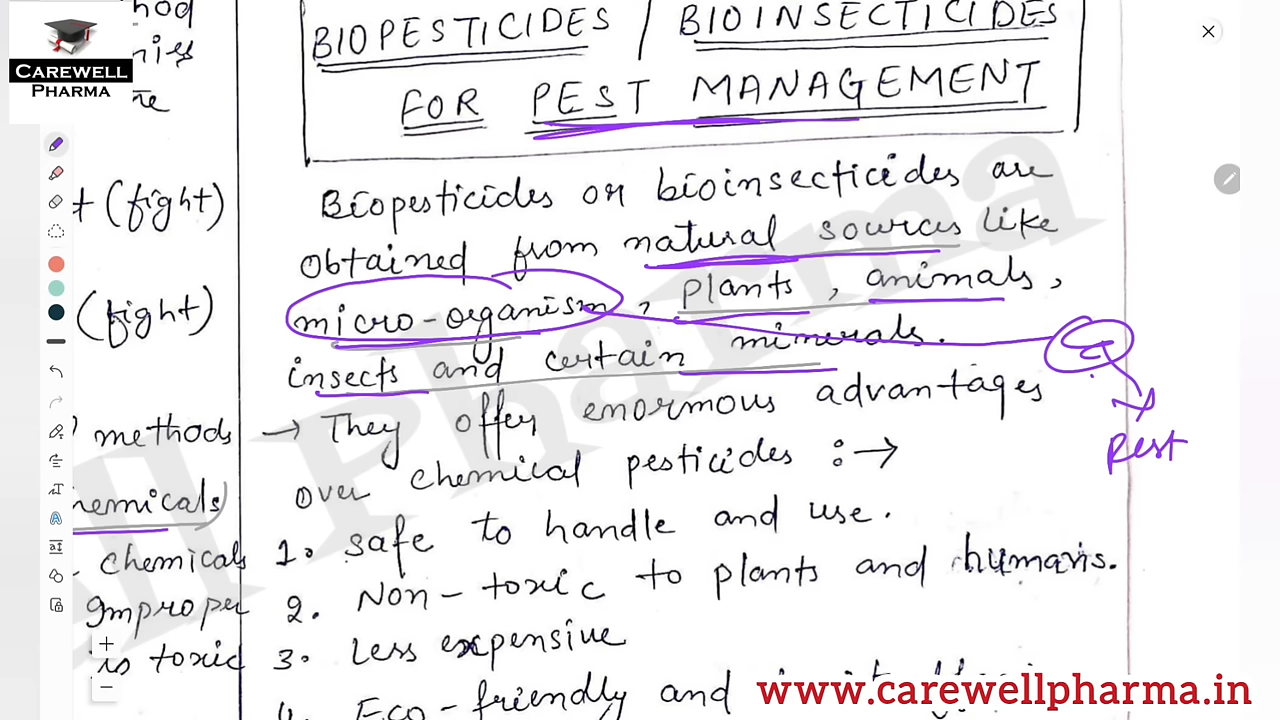 CAREWELL
PHARMA
BIOPESTICIDES / BIOINSECTICIDES
FOR PEST MANAGEMENT
Biopesticides or bioinsecticides are
obtained from natural sources like
micro-organism, plants, animals,
insects and certain minerals.
→ They offer enormous advantages
over chemical pesticides :→
1. safe to handle and use.
2. Non-toxic to plants and humans.
3. Less expensive
4. Eco-friendly and
Pest
(fight)
(fight)
methods
hemicals)
chemicals
Improper
is toxic
www.carewellpharma.in